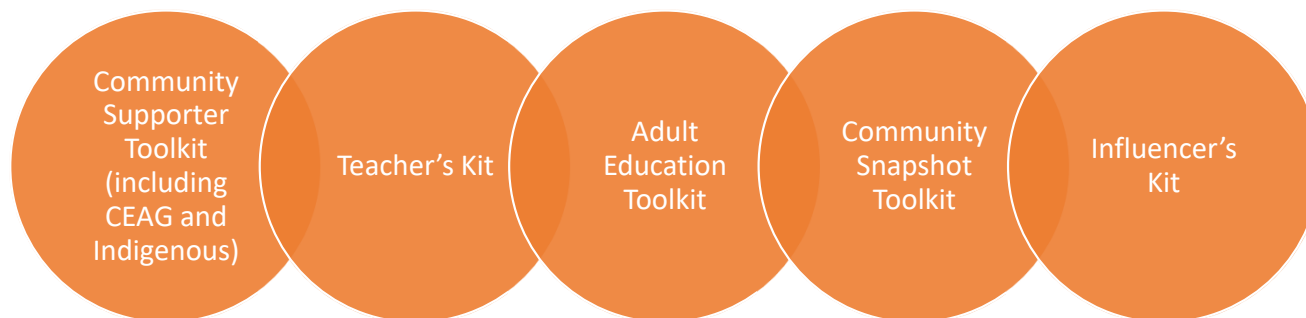 Community
Supporter
Toolkit
(including
CEAG and
Indigenous)
Teacher’s Kit
Adult
Education
Toolkit
Community
Snapshot
Toolkit
Influencer’s
Kit